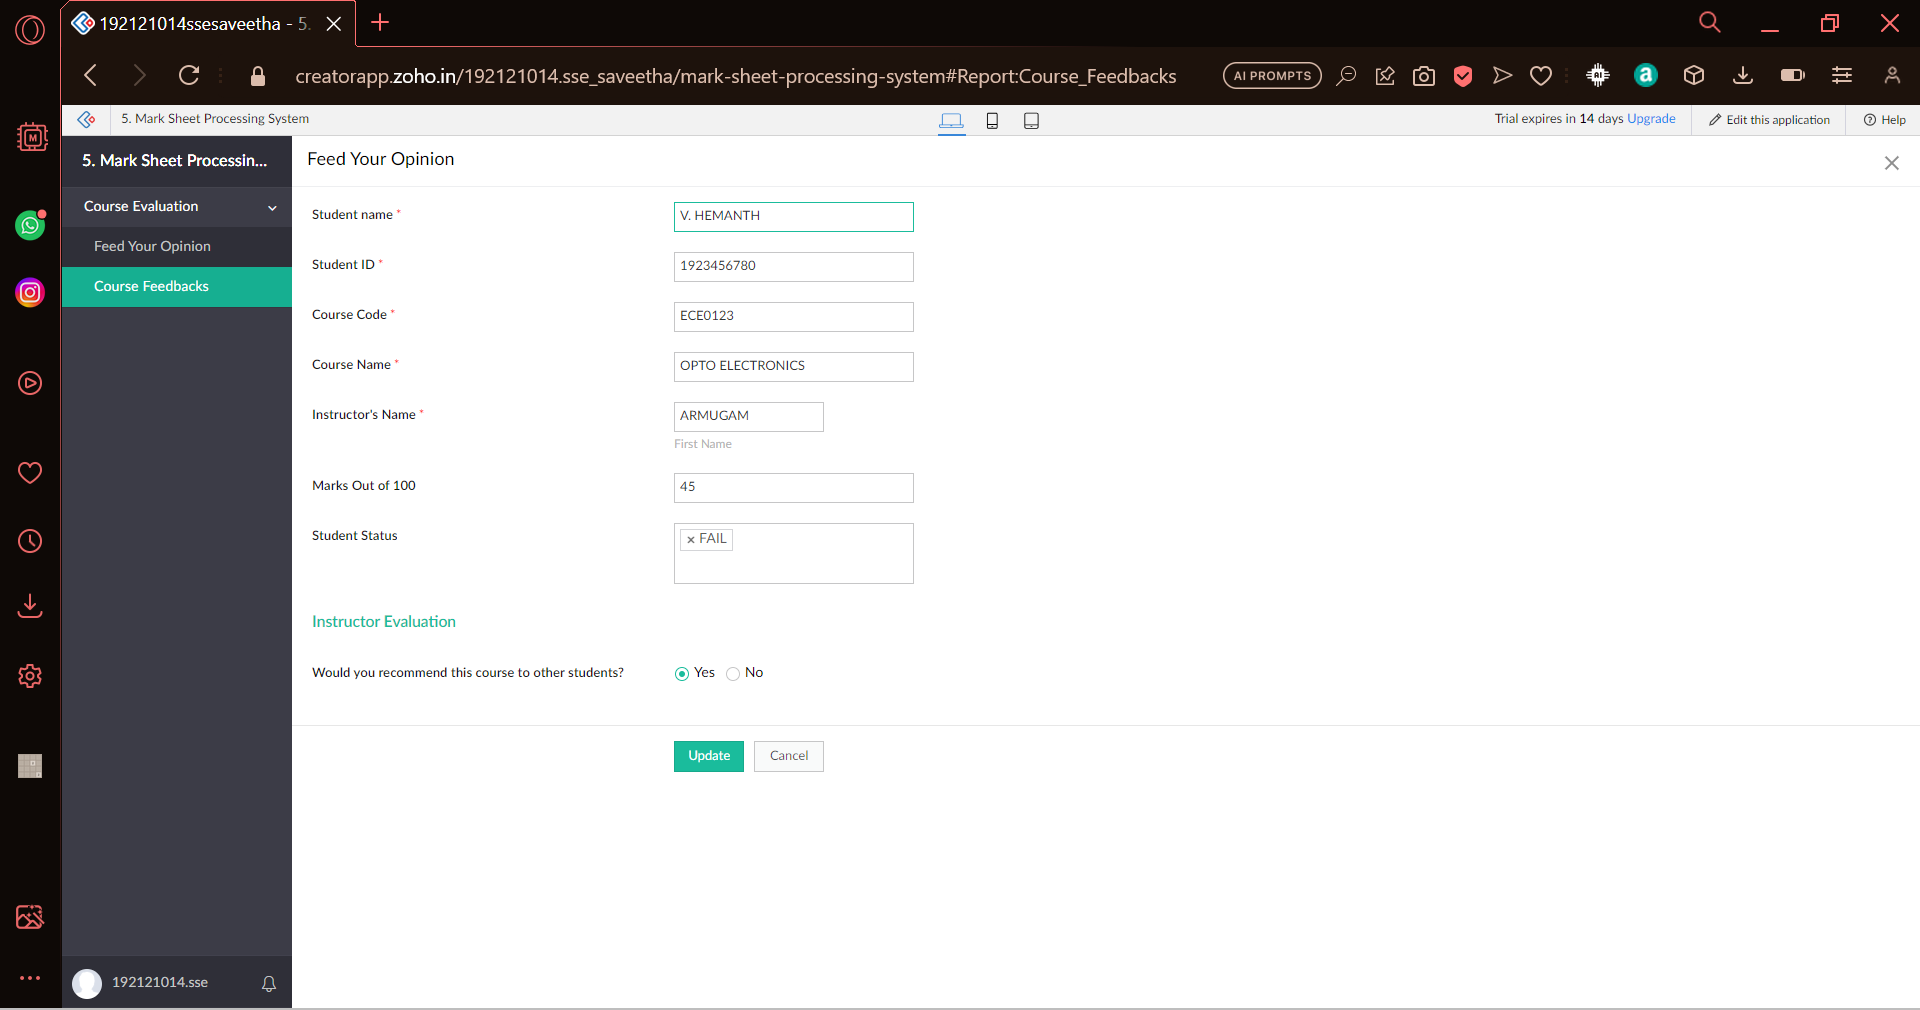 192121014ssesaveetha - 5.
creatorapp.zoho.in/192121014.sse_saveetha/mark-sheet-processing-system#Report:Course_Feedbacks
AI PROMPTS
5. Mark Sheet Processing System
Trial expires in 14 days Upgrade
Edit this application
Help
5. Mark Sheet Processin...
Course Evaluation
Feed Your Opinion
Course Feedbacks
192121014.sse
Feed Your Opinion
Student name *
V. HEMANTH
Student ID *
1923456780
Course Code *
ECE0123
Course Name *
OPTO ELECTRONICS
Instructor's Name *
ARMUGAM
First Name
Marks Out of 100
45
Student Status
× FAIL
Instructor Evaluation
Would you recommend this course to other students?
Yes No
Update
Cancel